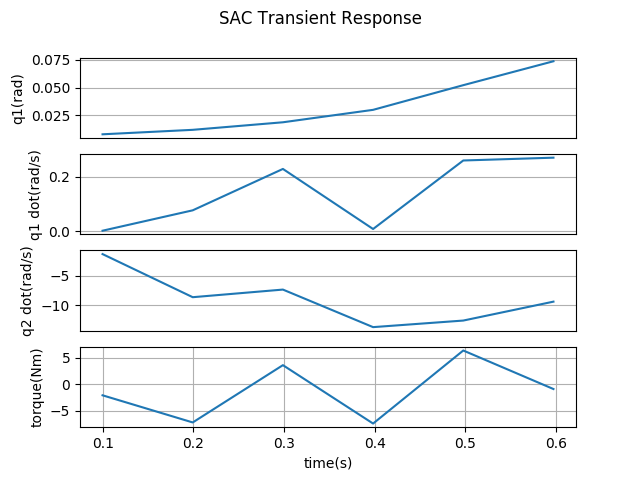 SAC Transient Response
0.075
0.050
0.025
q1(rad)
0.2
0.0
q1 dot(rad/s)
−5
−10
q2 dot(rad/s)
5
0
−5
torque(Nm)
0.1 0.2 0.3 0.4 0.5 0.6
time(s)